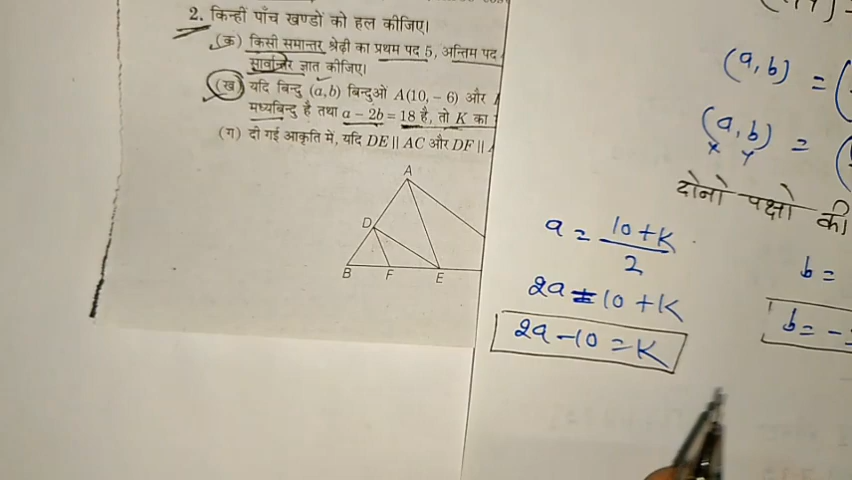 2. किन्हीं पाँच खण्डों को हल कीजिए।
(क) किसी समान्तर श्रेढ़ी का प्रथम पद 5, अन्तिम पद
सार्वान्तर ज्ञात कीजिए।
(ख) यदि बिन्दु (a, b) बिन्दुओं A(10, – 6) और
मध्यबिन्दु है तथा a – 2b = 18 है, तो K का
(ग) दी गई आकृति में, यदि DE || AC और DF ||
A
D
B F E
(a, b) =
(a, b) =
x y
दोनो पक्षो की
a = 10+K
2
2a = 10 + K
2a – 10 = K
b =
b = –